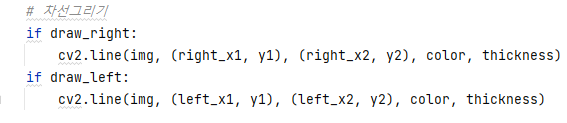 # 차선그리기
if draw_right:
    cv2.line(img, (right_x1, y1), (right_x2, y2), color, thickness)
if draw_left:
    cv2.line(img, (left_x1, y1), (left_x2, y2), color, thickness)